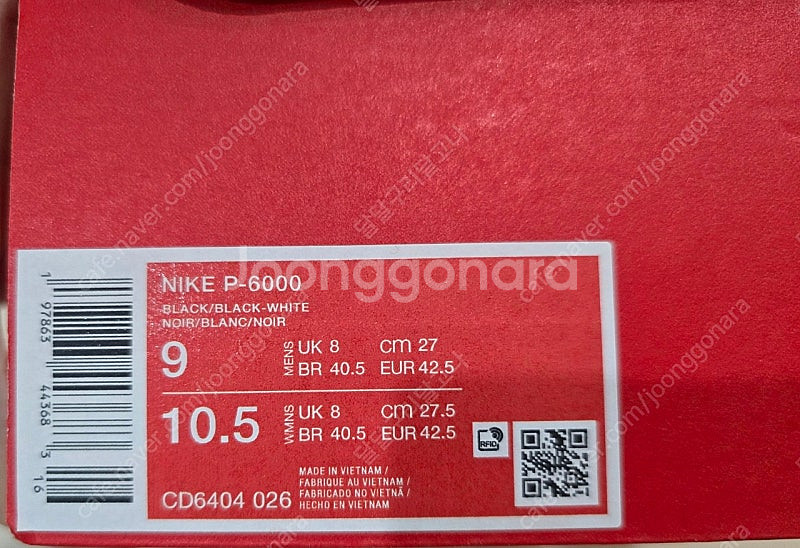 Joonggonara
NIKE P-6000
BLACK/BLACK-WHITE
NOIR/BLANC/NOIR
9 MENS UK 8 cm 27
BR 40.5 EUR 42.5
10.5 WMNS UK 8 cm 27.5
BR 40.5 EUR 42.5
RFID
MADE IN VIETNAM /
FABRIQUE AU VIETNAM /
FABRICADO NO VIETNÃ /
HECHO EN VIETNAM
CD6404 026
1 97863 44368 3 16
cafe.naver.com/joonggonara